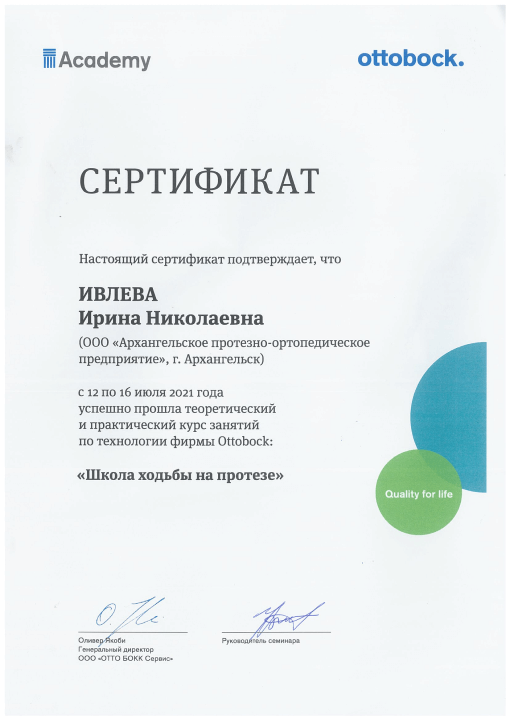 Academy
ottobock.
СЕРТИФИКАТ
Настоящий сертификат подтверждает, что
ИВЛЕВА
Ирина Николаевна
(ООО «Архангельское протезно-ортопедическое
предприятие», г. Архангельск)
с 12 по 16 июля 2021 года
успешно прошла теоретический
и практический курс занятий
по технологии фирмы Ottobock:
«Школа ходьбы на протезе»
Quality for life
Оливер Якоби
Генеральный директор
ООО «ОТТО БОКК Сервис»
Руководитель семинара